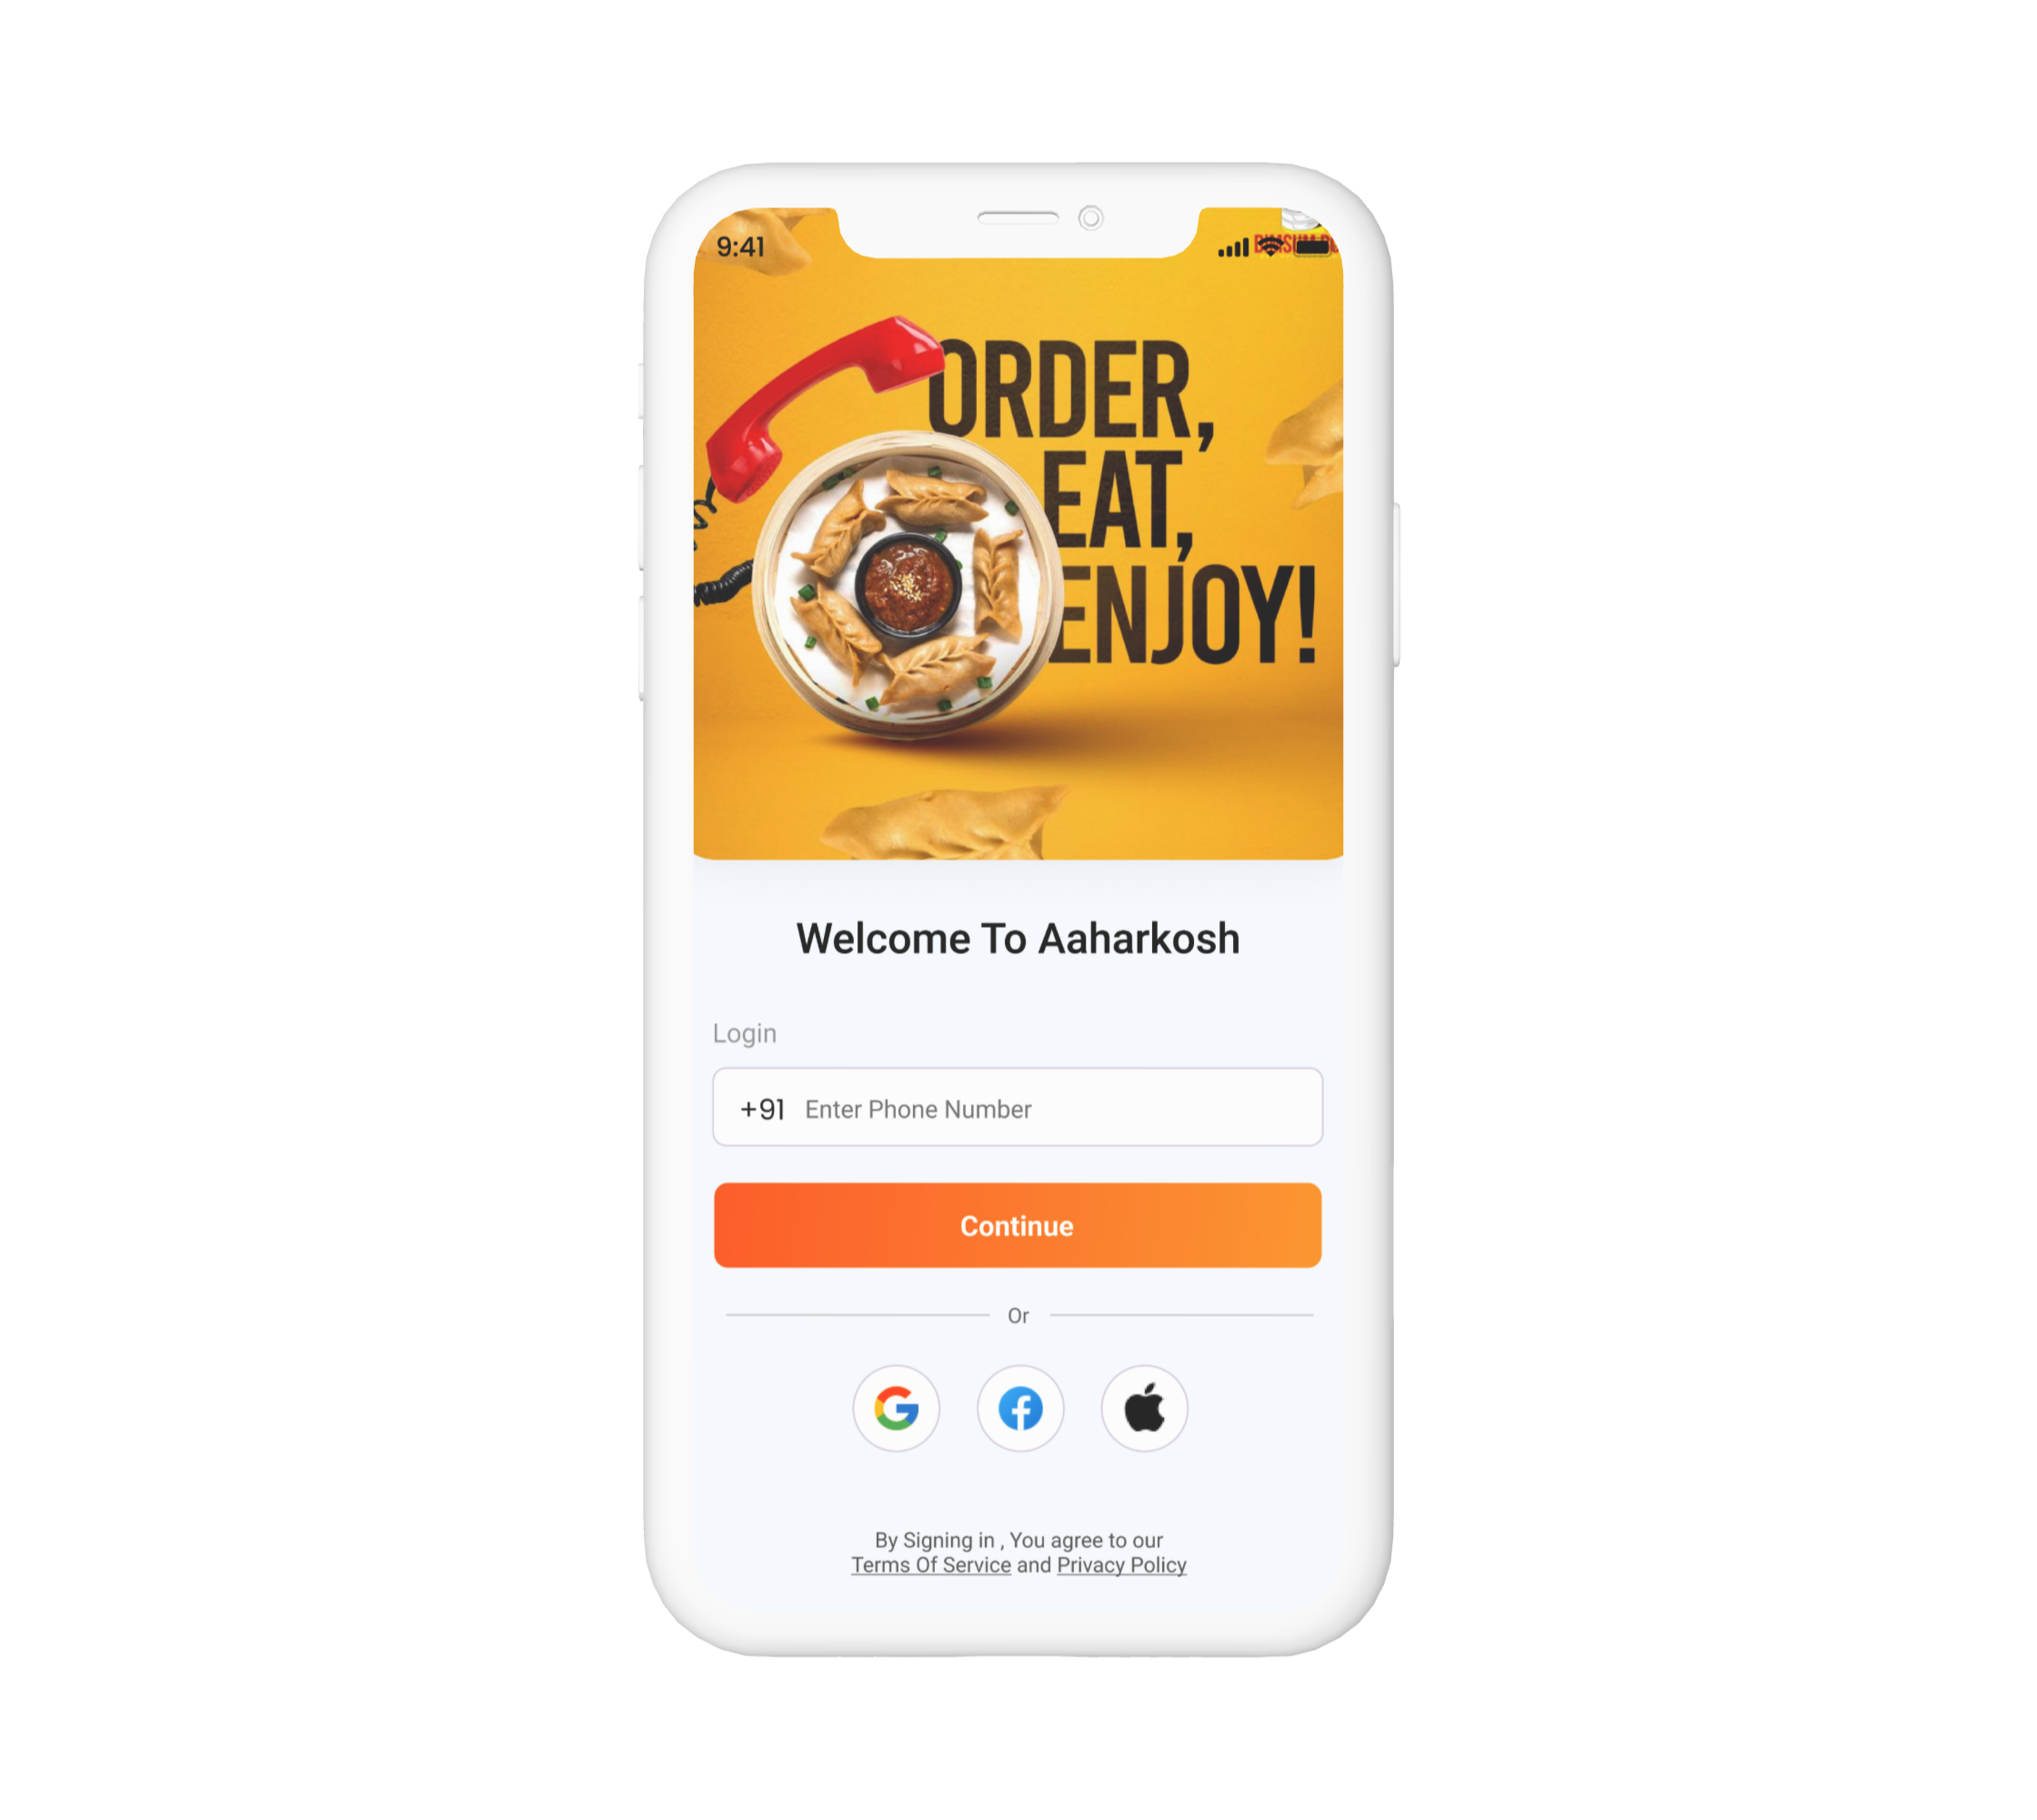 9:41
ORDER,
EAT,
ENJOY!
Welcome To Aaharkosh
Login
+91 Enter Phone Number
Continue
Or
By Signing in , You agree to our
Terms Of Service and Privacy Policy